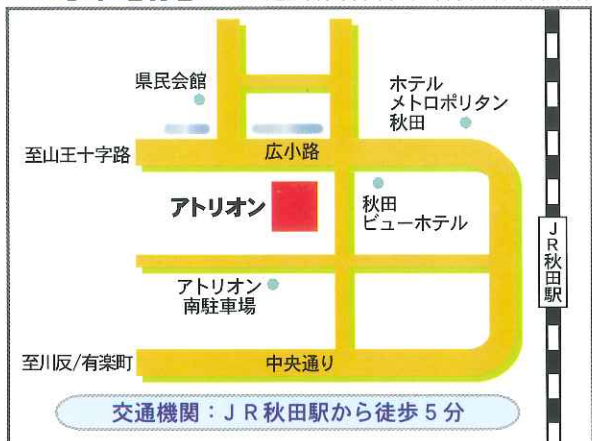 県民会館
ホテル
メトロポリタン
秋田
至山王十字路
広小路
アトリオン
秋田
ビューホテル
JR秋田駅
アトリオン
南駐車場
至川反/有楽町
中央通り
交通機関：JR秋田駅から徒歩5分